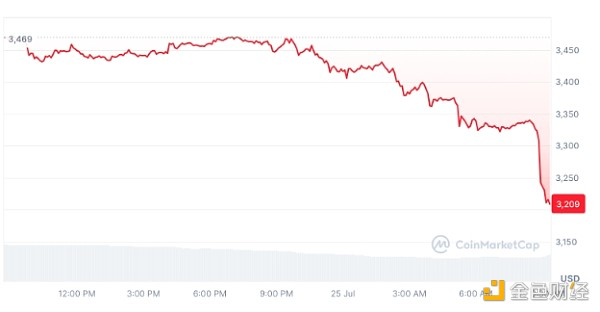 3,469
3,450
3,400
3,350
3,300
3,250
3,209
3,150
CoinMarketCap
USD
12:00 PM
3:00 PM
6:00 PM
9:00 PM
25 Jul
3:00 AM
6:00 AM
金色财经